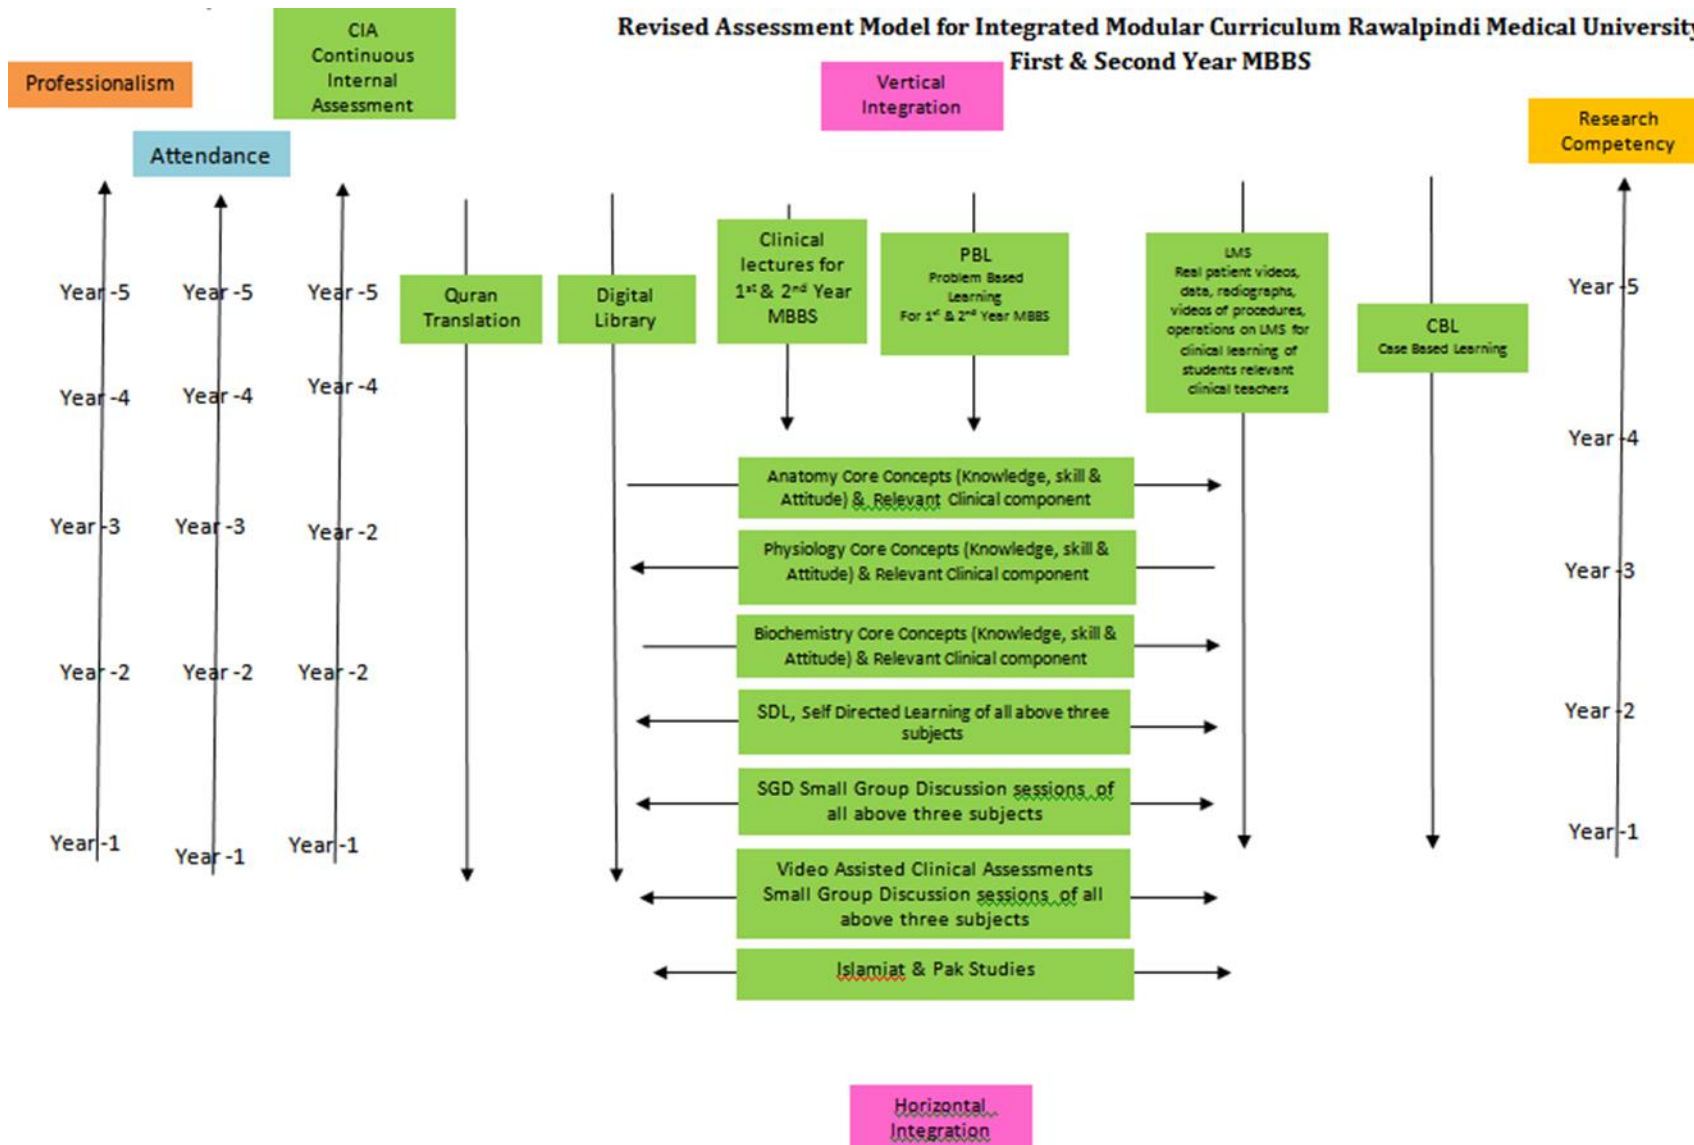 Revised Assessment Model for Integrated Modular Curriculum Rawalpindi Medical University
First & Second Year MBBS
Professionalism
Attendance
CIA
Continuous
Internal
Assessment
Vertical
Integration
Research
Competency
Year -5
Year -4
Year -3
Year -2
Year -1
Year -5
Year -4
Year -3
Year -2
Year -1
Year -5
Year -4
Year -2
Year -2
Year -1
Quran
Translation
Digital
Library
Clinical
lectures for
1st & 2nd Year
MBBS
PBL
Problem Based
Learning
For 1st & 2nd Year MBBS
LMS
Real patient videos,
data, radiographs,
videos of procedures,
operations on LMS for
clinical learning of
students relevant
clinical teachers
CBL
Case Based Learning
Year -5
Year -4
Year -3
Year -2
Year -1
Anatomy Core Concepts (Knowledge, skill &
Attitude) & Relevant Clinical component
Physiology Core Concepts (Knowledge, skill &
Attitude) & Relevant Clinical component
Biochemistry Core Concepts (Knowledge, skill &
Attitude) & Relevant Clinical component
SDL, Self Directed Learning of all above three
subjects
SGD Small Group Discussion sessions of
all above three subjects
Video Assisted Clinical Assessments
Small Group Discussion sessions of all
above three subjects
Islamiat & Pak Studies
Horizontal
Integration